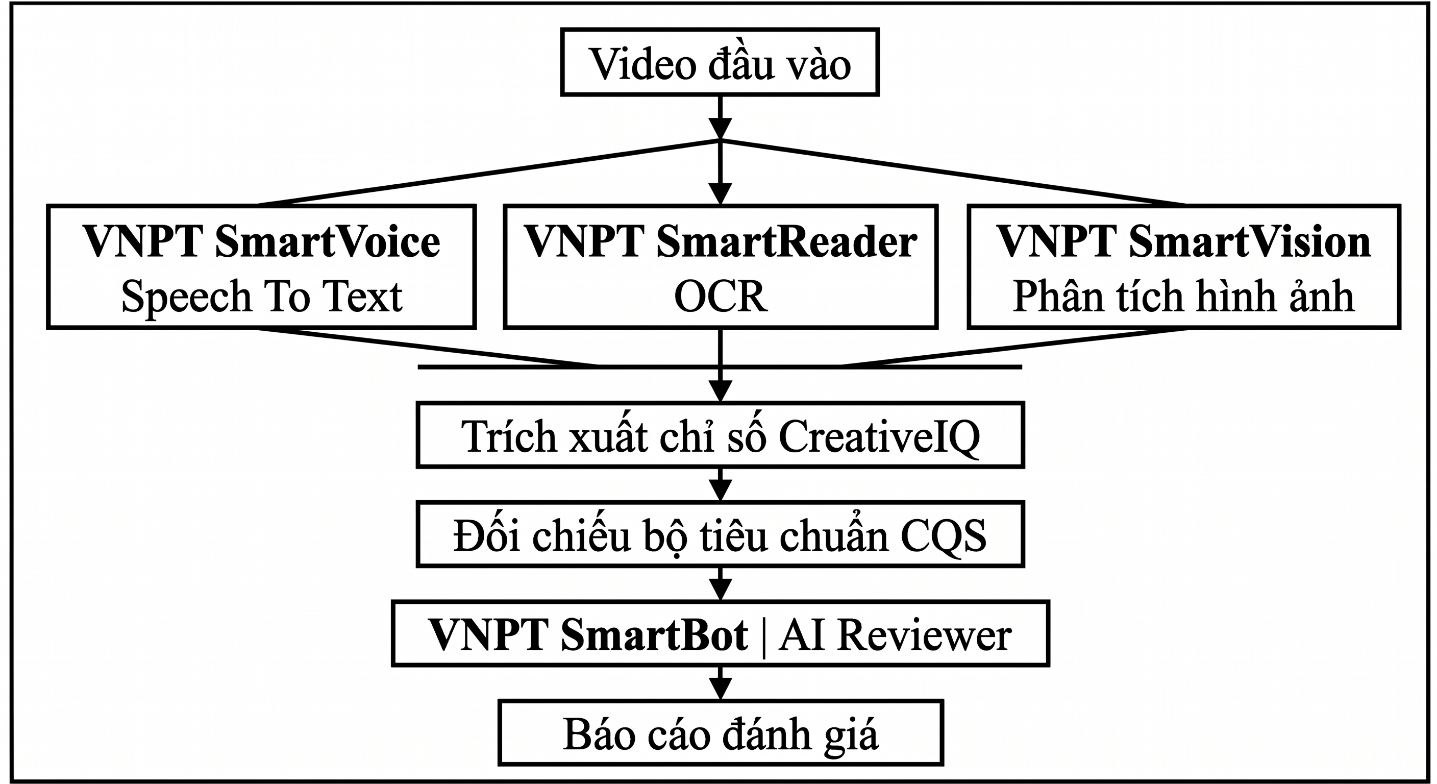 Video đầu vào
VNPT SmartVoice
Speech To Text
VNPT SmartReader
OCR
VNPT SmartVision
Phân tích hình ảnh
Trích xuất chỉ số CreativeIQ
Đối chiếu bộ tiêu chuẩn CQS
VNPT SmartBot | AI Reviewer
Báo cáo đánh giá